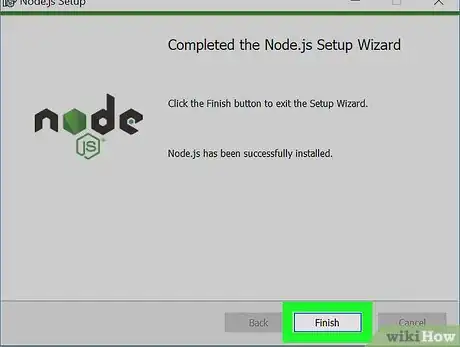 Node.js Setup
Completed the Node.js Setup Wizard
Click the Finish button to exit the Setup Wizard.
node
JS
Node.js has been successfully installed.
Back
Finish
Cancel
wikiHow